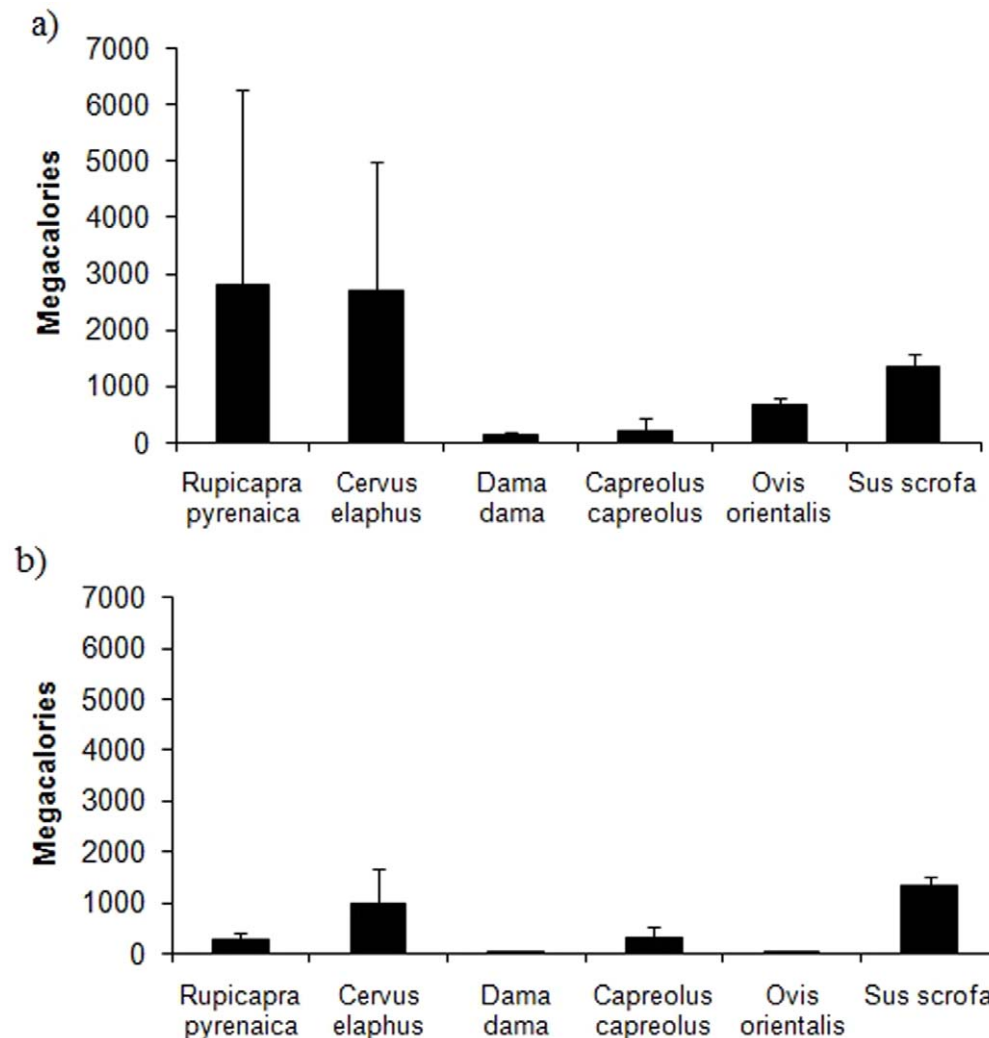 a)
7000
6000
5000
4000
3000
2000
1000
0
Megacalories
Rupicapra pyrenaica
Cervus elaphus
Dama dama
Capreolus capreolus
Ovis orientalis
Sus scrofa
b)
7000
6000
5000
4000
3000
2000
1000
0
Megacalories
Rupicapra pyrenaica
Cervus elaphus
Dama dama
Capreolus capreolus
Ovis orientalis
Sus scrofa